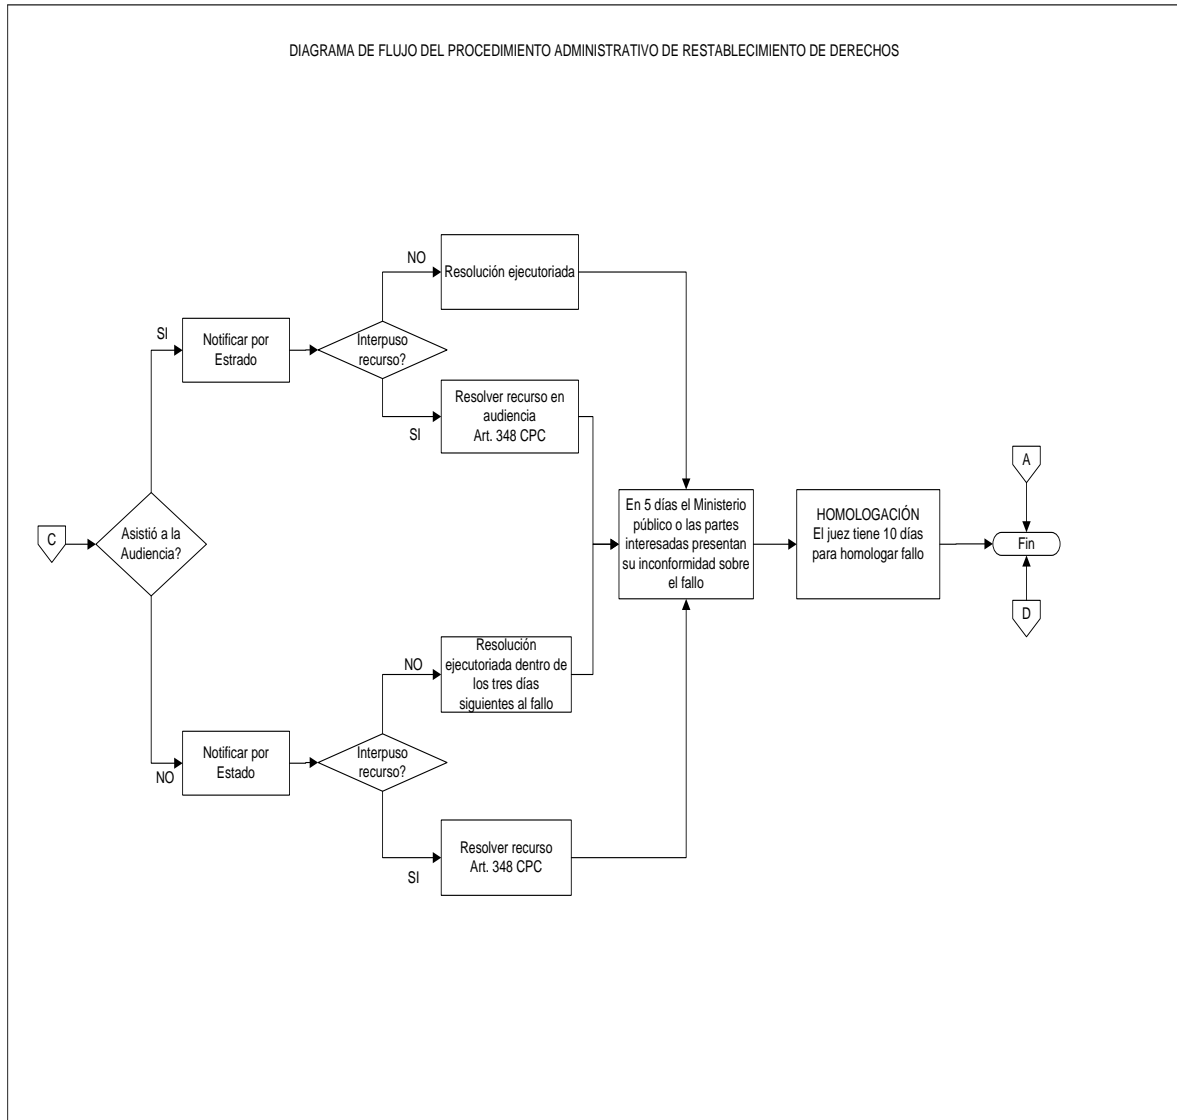 DIAGRAMA DE FLUJO DEL PROCEDIMIENTO ADMINISTRATIVO DE RESTABLECIMIENTO DE DERECHOS
NO
Resolución ejecutoriada
SI
Notificar por
Estrado
Interpuso
recurso?
SI
Resolver recurso en
audiencia
Art. 348 CPC
C
Asistió a la
Audiencia?
En 5 días el Ministerio
público o las partes
interesadas presentan
su inconformidad sobre
el fallo
HOMOLOGACIÓN
El juez tiene 10 días
para homologar fallo
A
Fin
D
NO
Resolución
ejecutoriada dentro de
los tres días
siguientes al fallo
NO
Notificar por
Estado
Interpuso
recurso?
SI
Resolver recurso
Art. 348 CPC